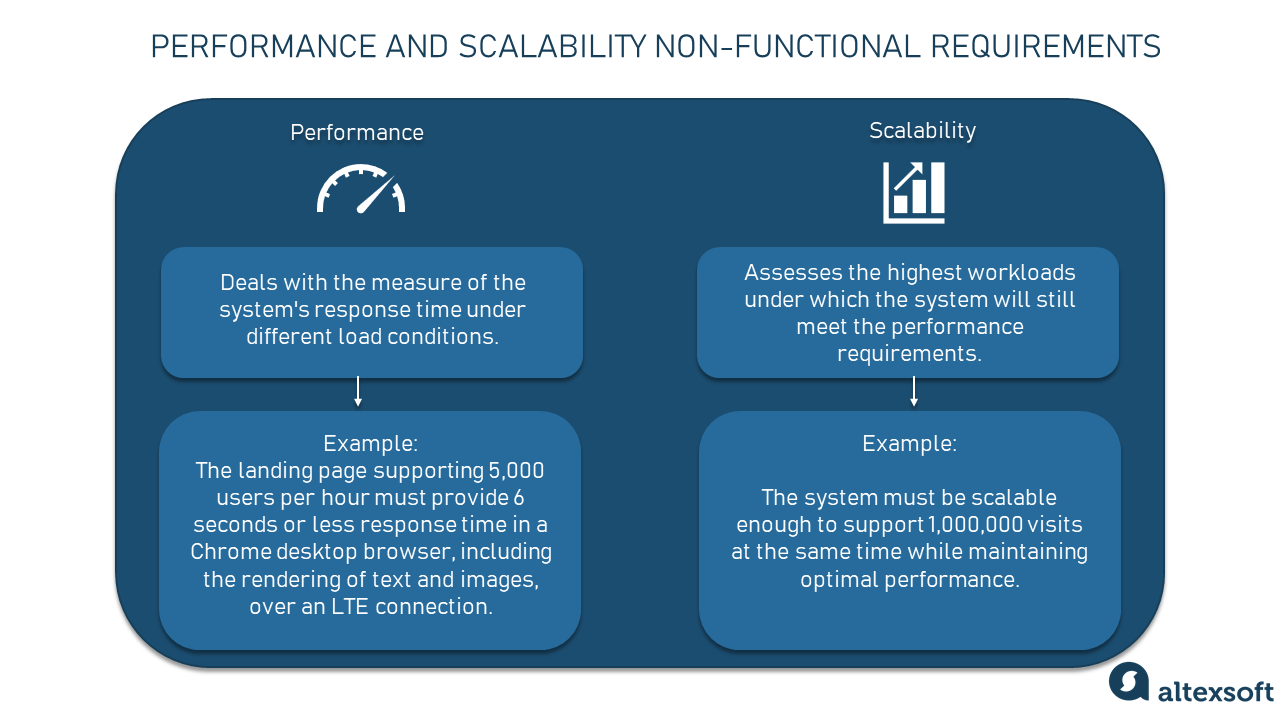 PERFORMANCE AND SCALABILITY NON-FUNCTIONAL REQUIREMENTS
Performance
Deals with the measure of the
system's response time under
different load conditions.
Example:
The landing page supporting 5,000
users per hour must provide 6
seconds or less response time in a
Chrome desktop browser, including
the rendering of text and images,
over an LTE connection.
Scalability
Assesses the highest workloads
under which the system will still
meet the performance
requirements.
Example:
The system must be scalable
enough to support 1,000,000 visits
at the same time while maintaining
optimal performance.
altexsoft